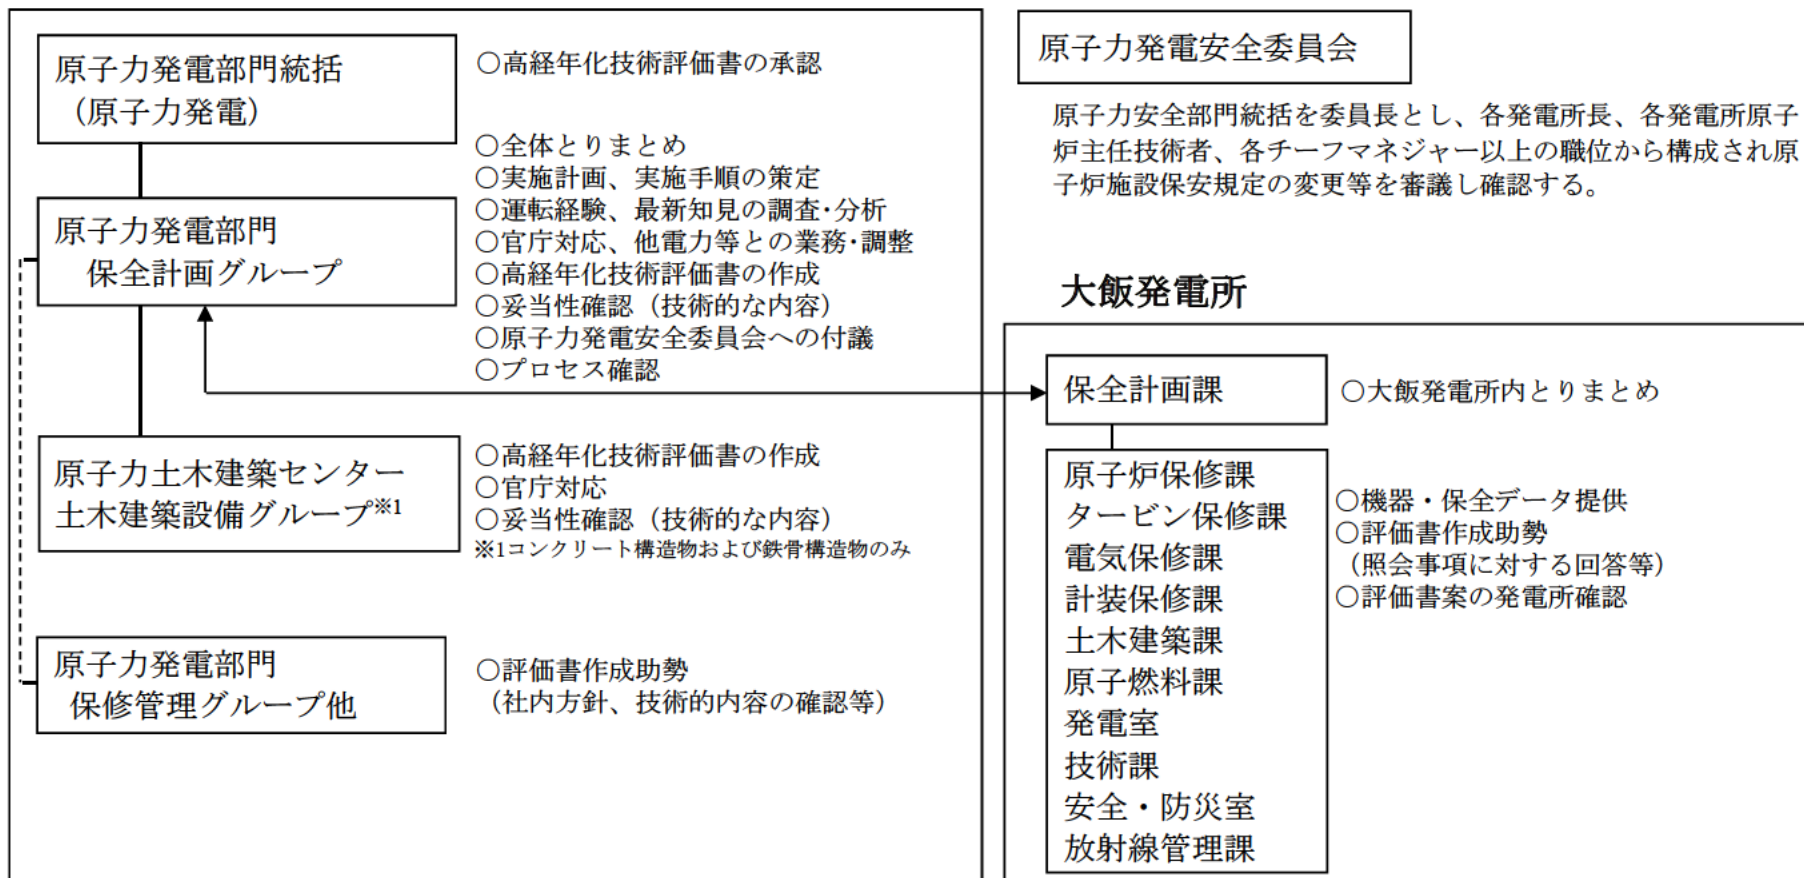 原子力発電部門統括
（原子力発電）
○高経年化技術評価書の承認
原子力発電部門
保全計画グループ
○全体とりまとめ
○実施計画、実施手順の策定
○運転経験、最新知見の調査・分析
○官庁対応、他電力等との業務・調整
○高経年化技術評価書の作成
○妥当性確認（技術的な内容）
○原子力発電安全委員会への付議
○プロセス確認
原子力土木建築センター
土木建築設備グループ※1
○高経年化技術評価書の作成
○官庁対応
○妥当性確認（技術的な内容）
※1コンクリート構造物および鉄骨構造物のみ
原子力発電部門
保修管理グループ他
○評価書作成助勢
（社内方針、技術的内容の確認等）
原子力発電安全委員会
原子力安全部門統括を委員長とし、各発電所長、各発電所原子
炉主任技術者、各チーフマネジャー以上の職位から構成され原
子炉施設保安規定の変更等を審議し確認する。
大飯発電所
保全計画課
○大飯発電所内とりまとめ
原子炉保修課
タービン保修課
電気保修課
計装保修課
土木建築課
原子燃料課
発電室
技術課
安全・防災室
放射線管理課
○機器・保全データ提供
○評価書作成助勢
（照会事項に対する回答等）
○評価書案の発電所確認